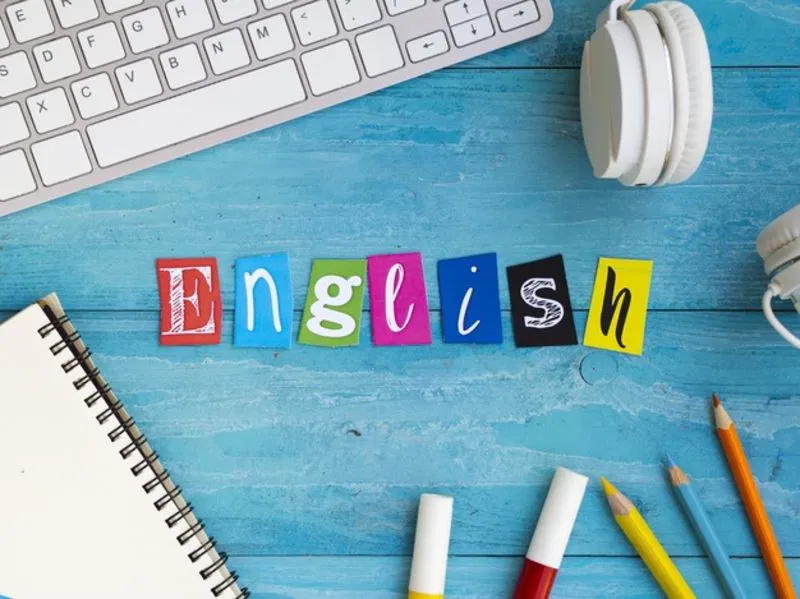 E R
S D F G H J
X C V B N M < , > .
↑
← ↓ →
English